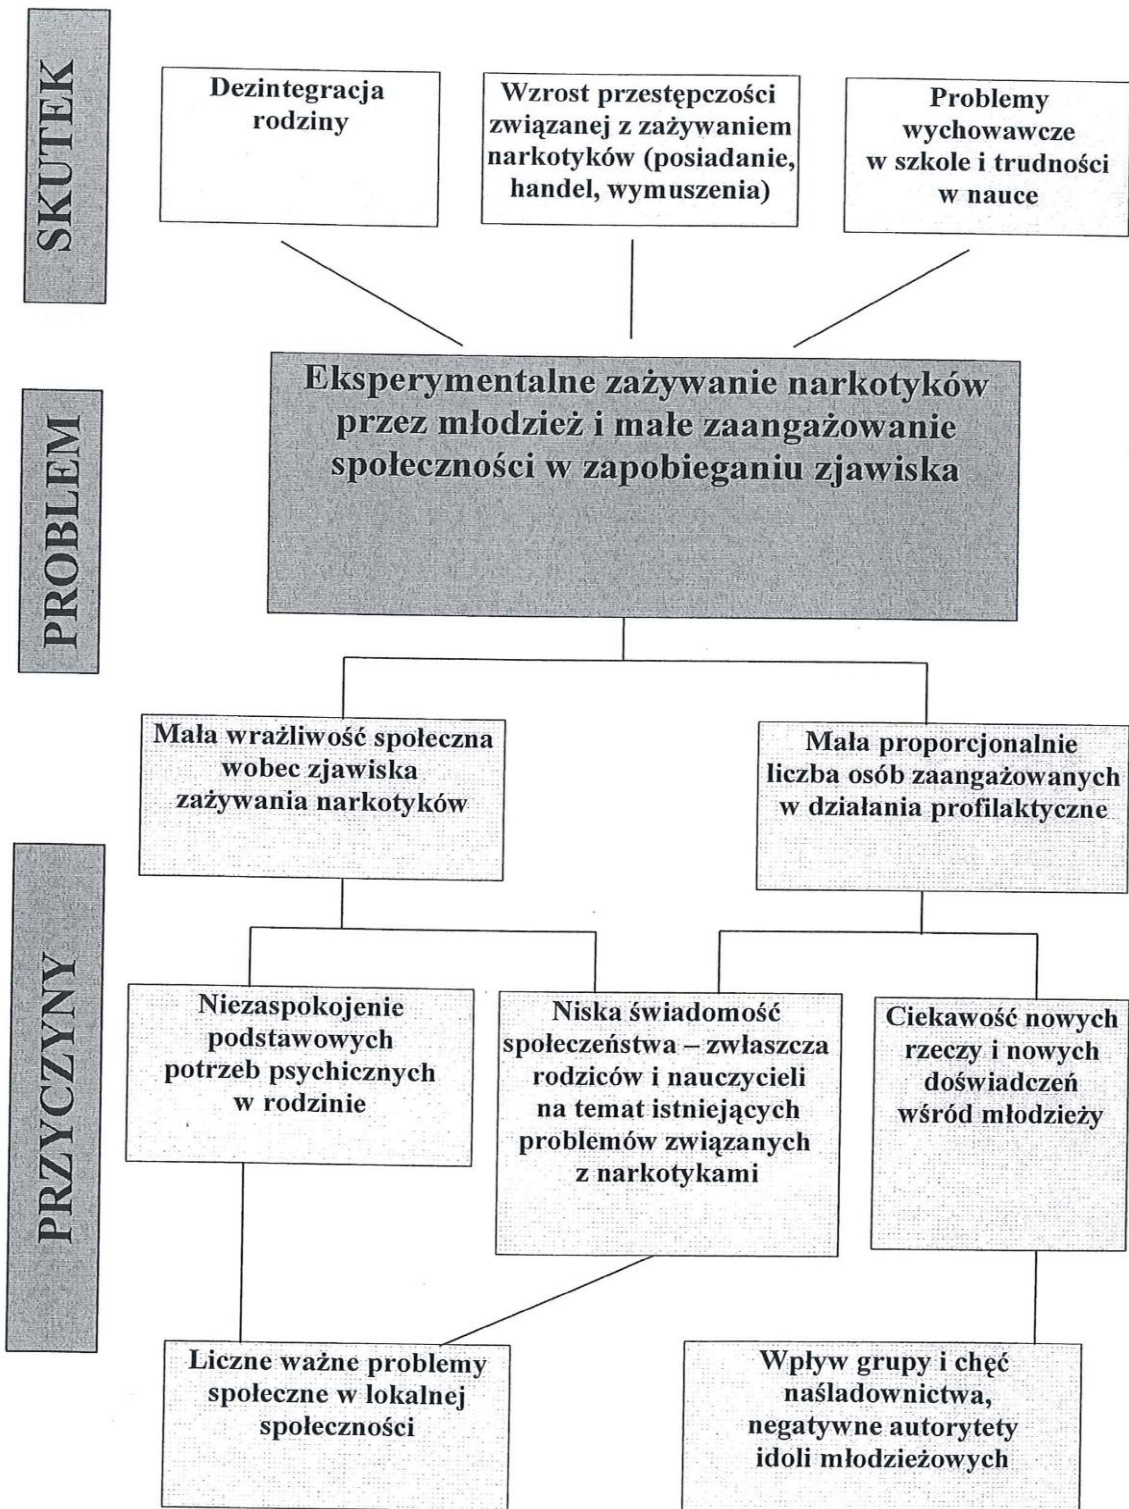 SKUTEK
Dezintegracja
rodziny
Wzrost przestępczości
związanej z zażywaniem
narkotyków (posiadanie,
handel, wymuszenia)
Problemy
wychowawcze
w szkole i trudności
w nauce
PROBLEM
Eksperymentalne zażywanie narkotyków
przez młodzież i małe zaangażowanie
społeczności w zapobieganiu zjawiska
PRZYCZYNY
Mała wrażliwość społeczna
wobec zjawiska
zażywania narkotyków
Mała proporcjonalnie
liczba osób zaangażowanych
w działania profilaktyczne
Niezaspokojenie
podstawowych
potrzeb psychicznych
w rodzinie
Niska świadomość
społeczeństwa – zwłaszcza
rodziców i nauczycieli
na temat istniejących
problemów związanych
z narkotykami
Ciekawość nowych
rzeczy i nowych
doświadczeń
wśród młodzieży
Liczne ważne problemy
społeczne w lokalnej
społeczności
Wpływ grupy i chęć
naśladownictwa,
negatywne autorytety
idoli młodzieżowych